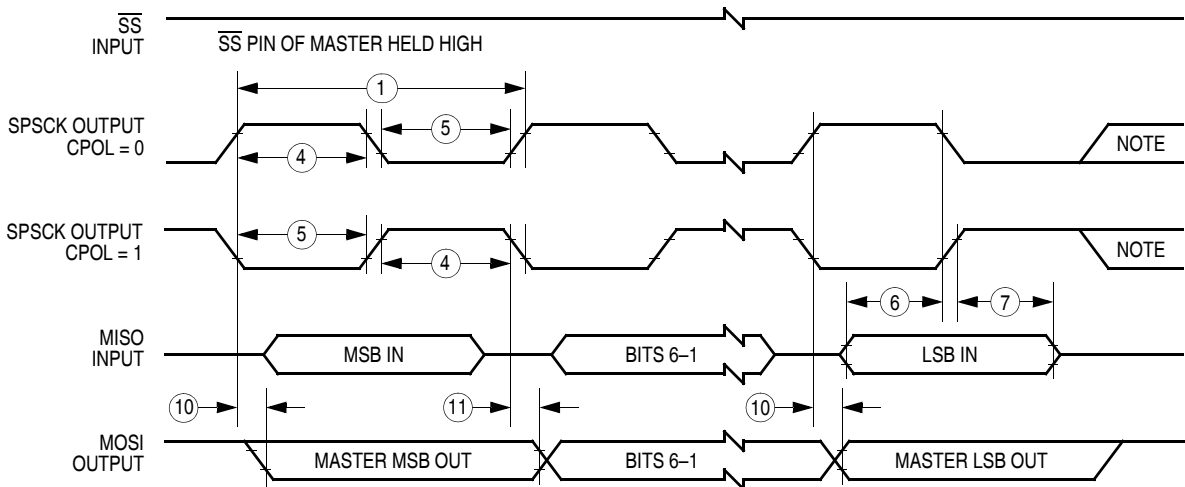 SS
INPUT
SS PIN OF MASTER HELD HIGH
1
SPSCK OUTPUT
CPOL = 0
5
4
NOTE
SPSCK OUTPUT
CPOL = 1
5
4
NOTE
6
7
MISO
INPUT
MSB IN
BITS 6–1
LSB IN
10
11
10
MOSI
OUTPUT
MASTER MSB OUT
BITS 6–1
MASTER LSB OUT